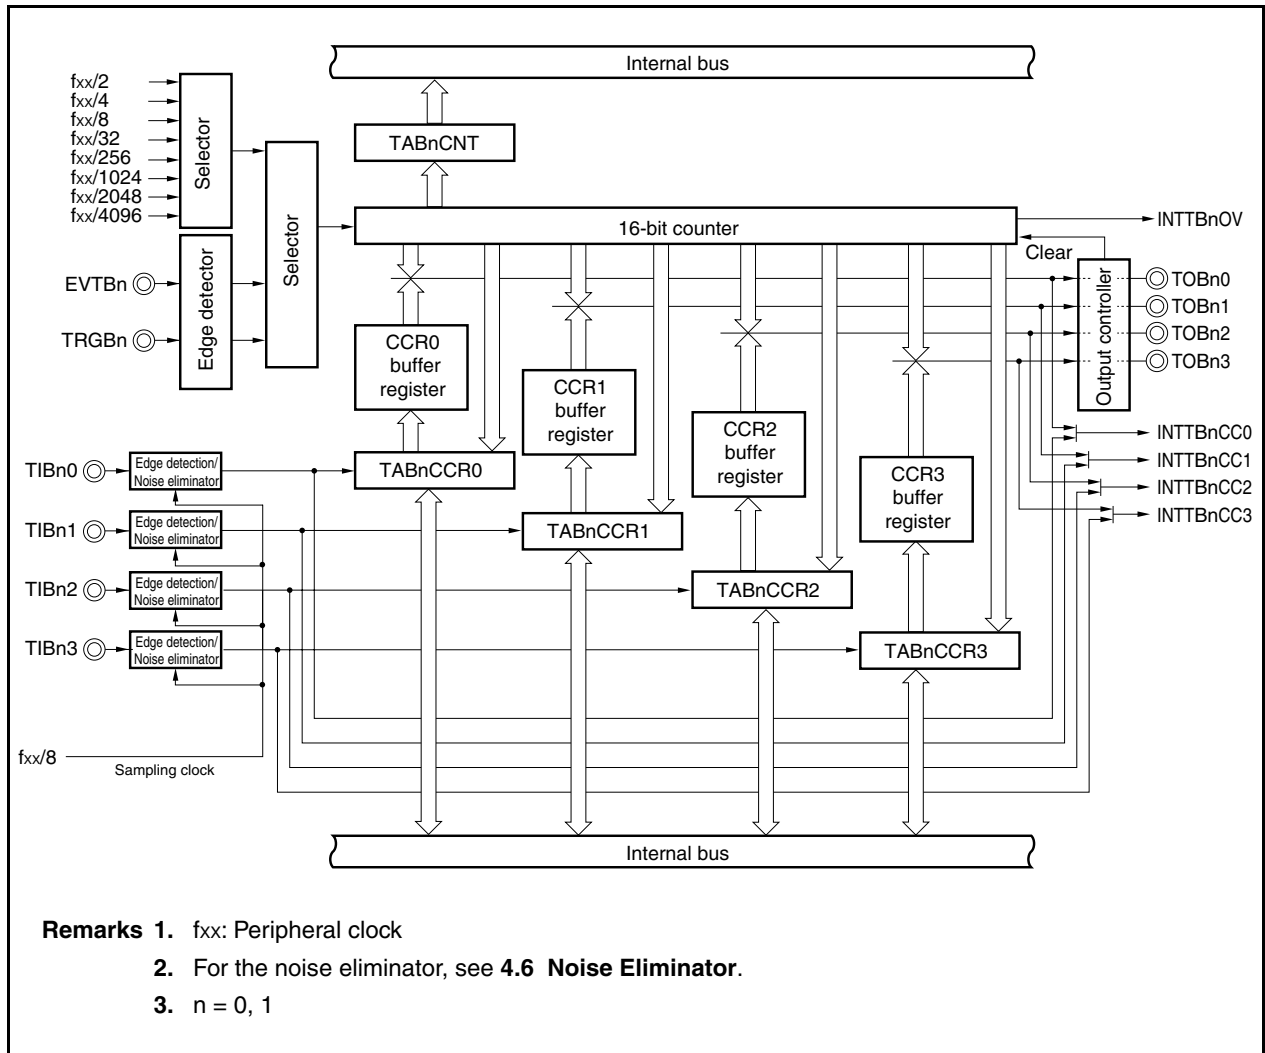 Internal bus
fxx/2
fxx/4
fxx/8
fxx/32
fxx/256
fxx/1024
fxx/2048
fxx/4096
Selector
Selector
TABnCNT
16-bit counter
INTTBnOV
Clear
EVTBn
TRGBn
Edge detector
Output controller
TOBn0
TOBn1
TOBn2
TOBn3
CCR0
buffer
register
CCR1
buffer
register
CCR2
buffer
register
CCR3
buffer
register
INTTBnCC0
INTTBnCC1
INTTBnCC2
INTTBnCC3
TIBn0
Edge detection/
Noise eliminator
TABnCCR0
TIBn1
Edge detection/
Noise eliminator
TABnCCR1
TIBn2
Edge detection/
Noise eliminator
TABnCCR2
TIBn3
Edge detection/
Noise eliminator
TABnCCR3
fxx/8
Sampling clock
Internal bus
Remarks 1. fxx: Peripheral clock
2. For the noise eliminator, see 4.6 Noise Eliminator.
3. n = 0, 1